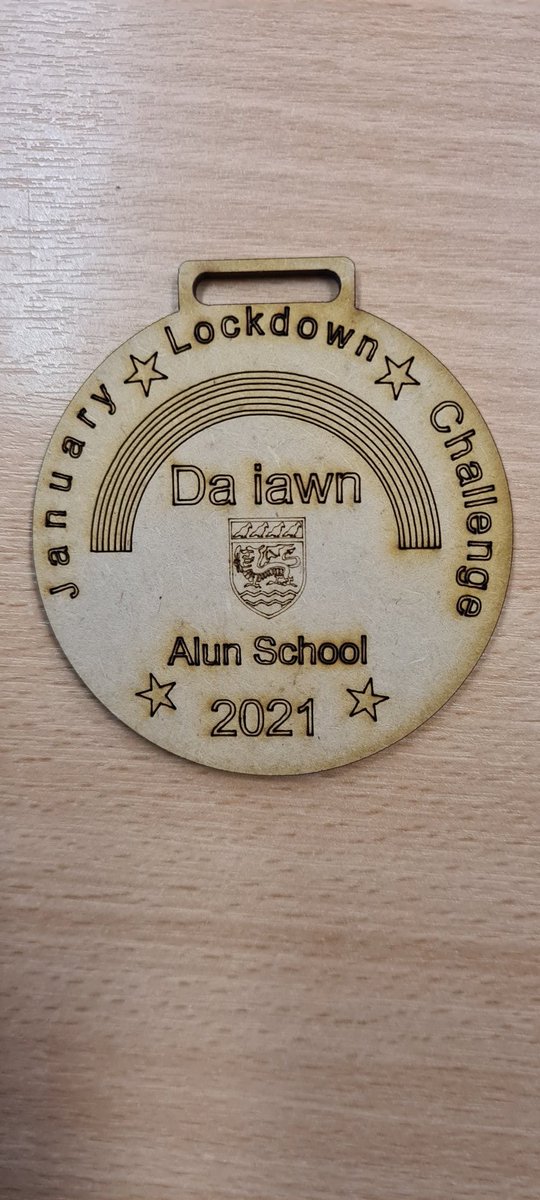 January Lockdown Challenge
Da iawn
Alun School
2021